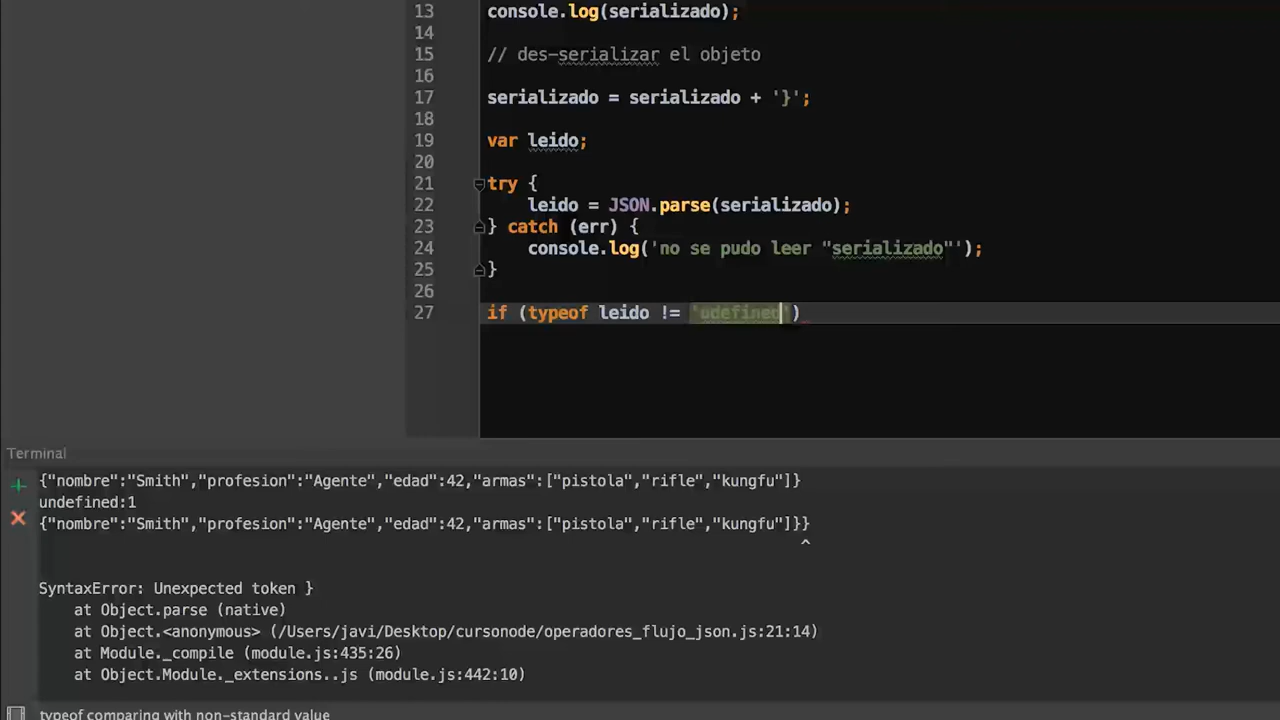 13 console.log(serializado);
14
15 // des-serializar el objeto
16
17 serializado = serializado + '}';
18
19 var leido;
20
21 try {
22 leido = JSON.parse(serializado);
23 } catch (err) {
24 console.log('no se pudo leer "serializado"');
25 }
26
27 if (typeof leido != 'udefined')
Terminal
{"nombre":"Smith","profesion":"Agente","edad":42,"armas":["pistola","rifle","kungfu"]}
undefined:1
{"nombre":"Smith","profesion":"Agente","edad":42,"armas":["pistola","rifle","kungfu"]}}
^
SyntaxError: Unexpected token }
at Object.parse (native)
at Object.<anonymous> (/Users/javi/Desktop/cursonode/operadores_flujo_json.js:21:14)
at Module._compile (module.js:435:26)
at Object.Module._extensions..js (module.js:442:10)
typeof comparing with non-standard value